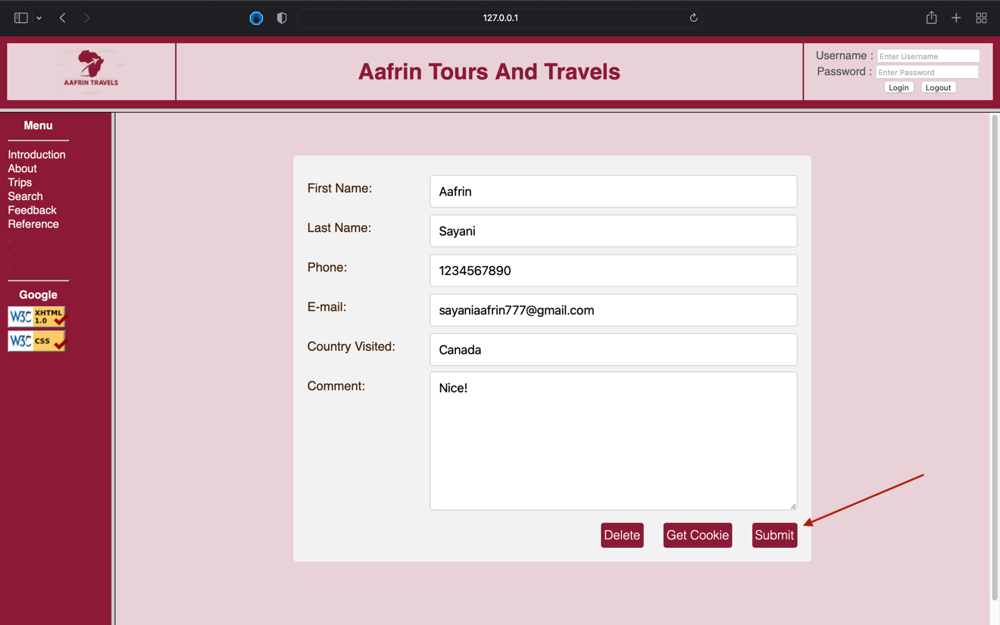 127.0.0.1
AAFRIN TRAVELS
Aafrin Tours And Travels
Username : Enter Username
Password : Enter Password
Login Logout
Menu
Introduction
About
Trips
Search
Feedback
Reference
.
.
.
Google
W3C XHTML 1.0
W3C CSS
First Name: Aafrin
Last Name: Sayani
Phone: 1234567890
E-mail: sayaniaafrin777@gmail.com
Country Visited: Canada
Comment: Nice!
Delete Get Cookie Submit